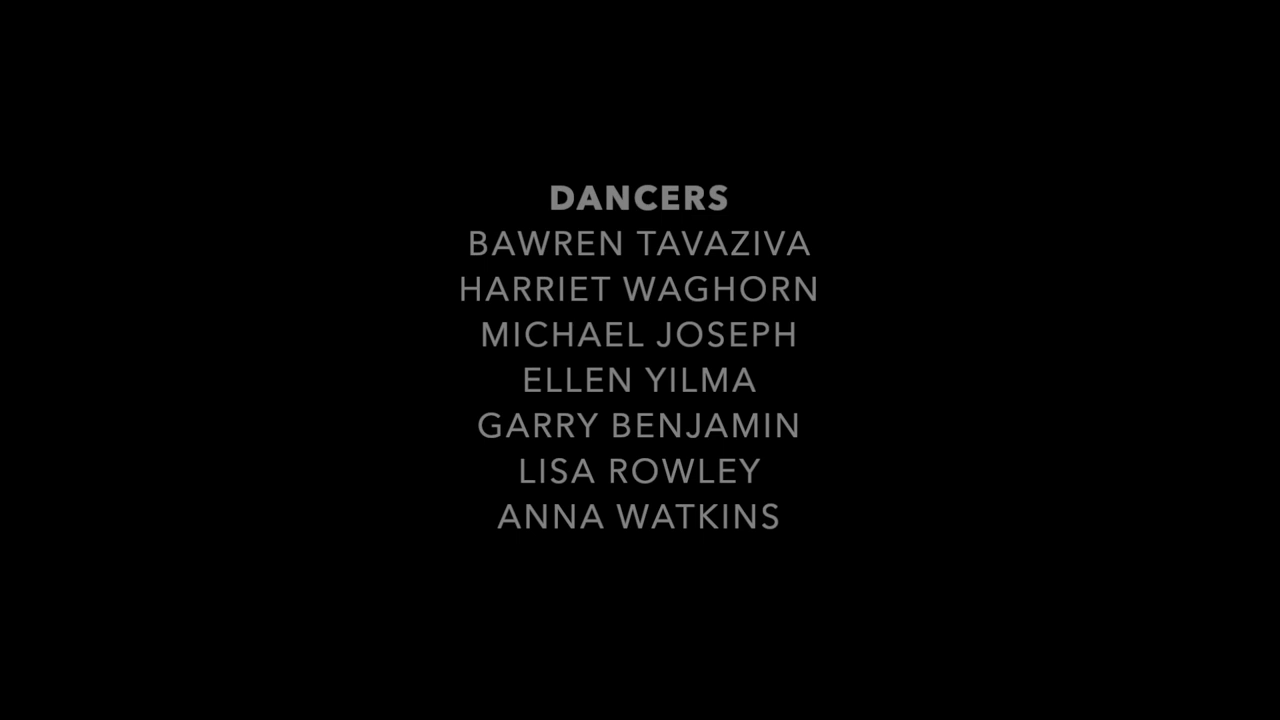 DANCERS
BAWREN TAVAZIVA
HARRIET WAGHORN
MICHAEL JOSEPH
ELLEN YILMA
GARRY BENJAMIN
LISA ROWLEY
ANNA WATKINS